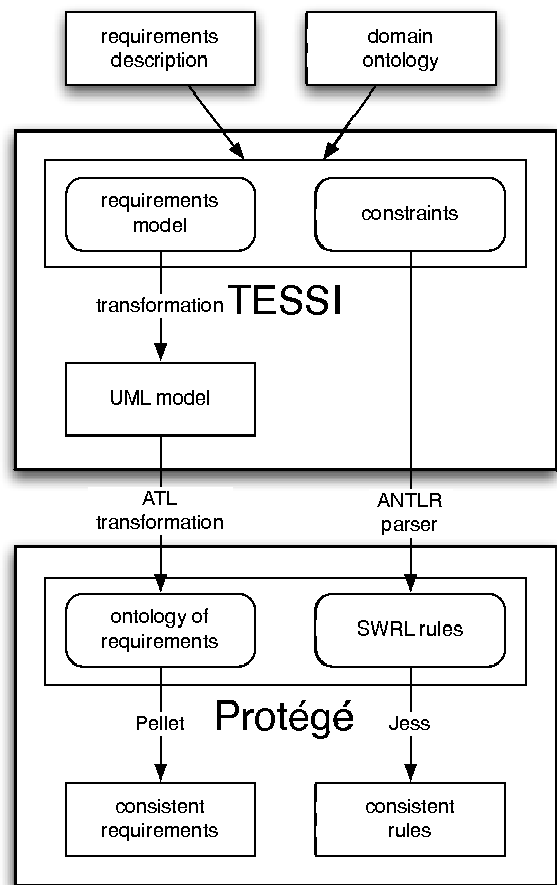 requirements
description
domain
ontology
requirements
model
constraints
transformation
TESSI
UML model
ATL
transformation
ANTLR
parser
ontology of
requirements
SWRL rules
Pellet
Protégé
Jess
consistent
requirements
consistent
rules